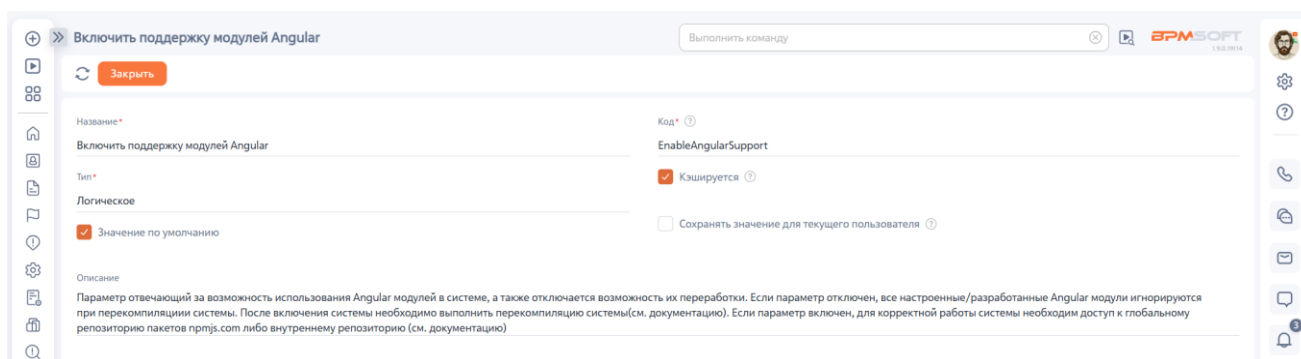 Включить поддержку модулей Angular
Выполнить команду
BPMSOFT
Закрыть
Название*
Включить поддержку модулей Angular
Код*
EnableAngularSupport
Тип*
Логическое
Кэшируется
Значение по умолчанию
Сохранять значение для текущего пользователя
Описание
Параметр отвечающий за возможность использования Angular модулей в системе, а также отключается возможность их переработки. Если параметр отключен, все настроенные/разработанные Angular модули игнорируются
при перекомпиляциии системы. После включения системы необходимо выполнить перекомпиляцию системы(см. документацию). Если параметр включен, для корректной работы системы необходим доступ к глобальному
репозиторию пакетов npmjs.com либо внутреннему репозиторию (см. документацию)
3